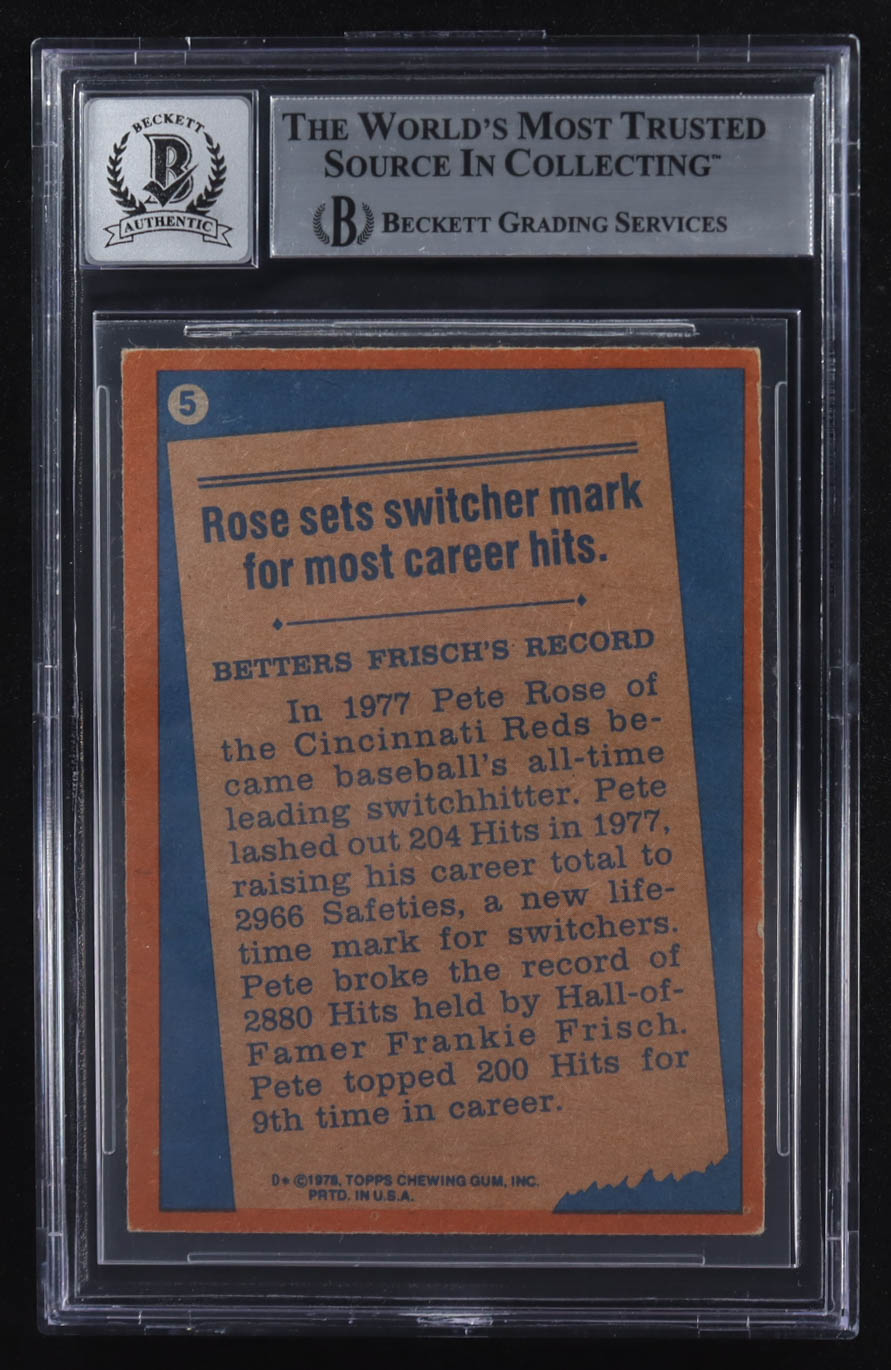 BECKETT
B
AUTHENTIC
THE WORLD'S MOST TRUSTED
SOURCE IN COLLECTING™
B BECKETT GRADING SERVICES
5
Rose sets switcher mark
for most career hits.
BETTERS FRISCH'S RECORD
In 1977 Pete Rose of
the Cincinnati Reds be-
came baseball's all-time
leading switchhitter. Pete
lashed out 204 Hits in 1977,
raising his career total to
2966 Safeties, a new life-
time mark for switchers.
Pete broke the record of
2880 Hits held by Hall-of-
Famer Frankie Frisch.
Pete topped 200 Hits for
9th time in career.
D* ©1978, TOPPS CHEWING GUM, INC.
PRTD. IN U.S.A.